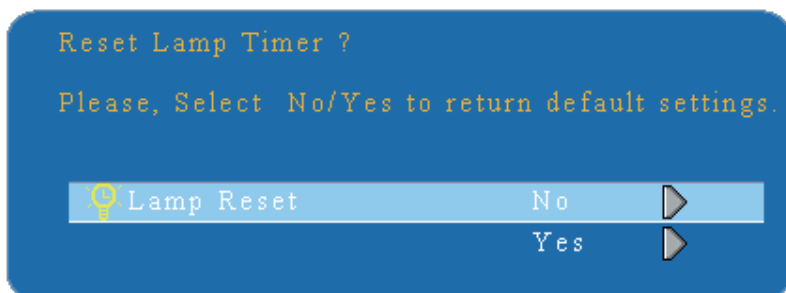 Reset Lamp Timer ?
Please, Select No/Yes to return default settings.
Lamp Reset No
Yes